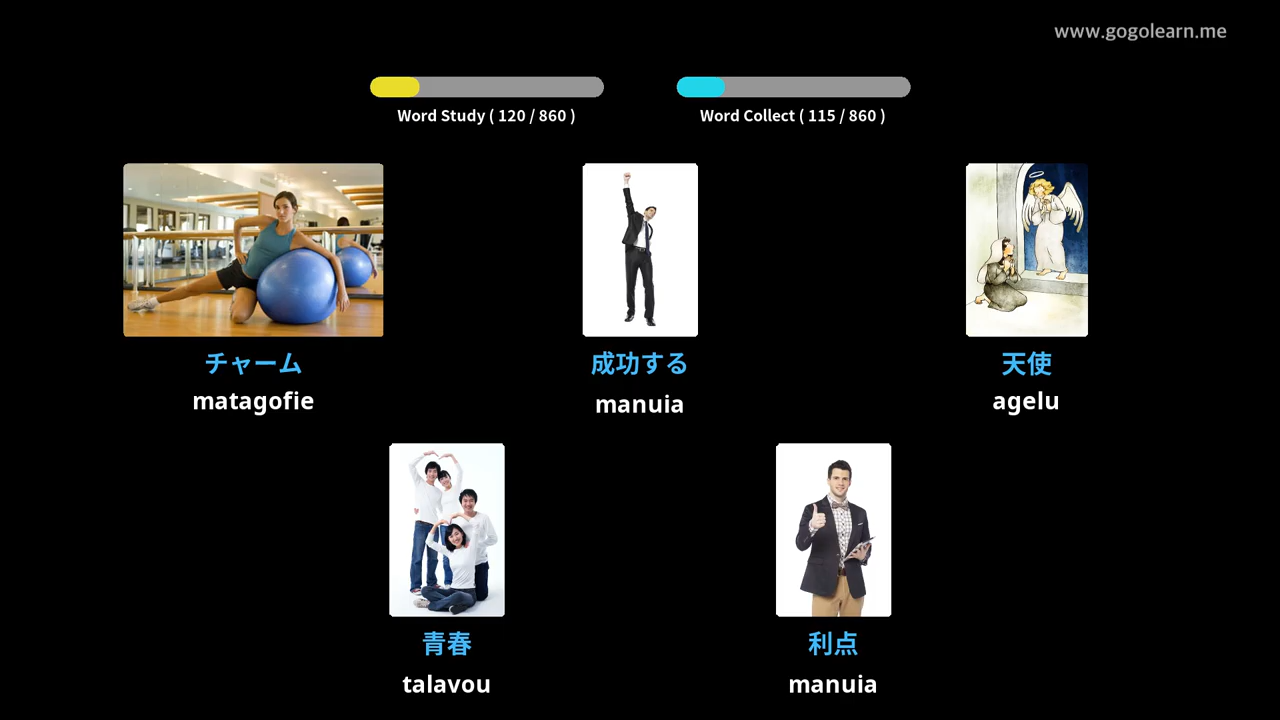 www.gogolearn.me
Word Study ( 120 / 860 )
Word Collect ( 115 / 860 )
チャーム
matagofie
成功する
manuia
天使
agelu
青春
talavou
利点
manuia